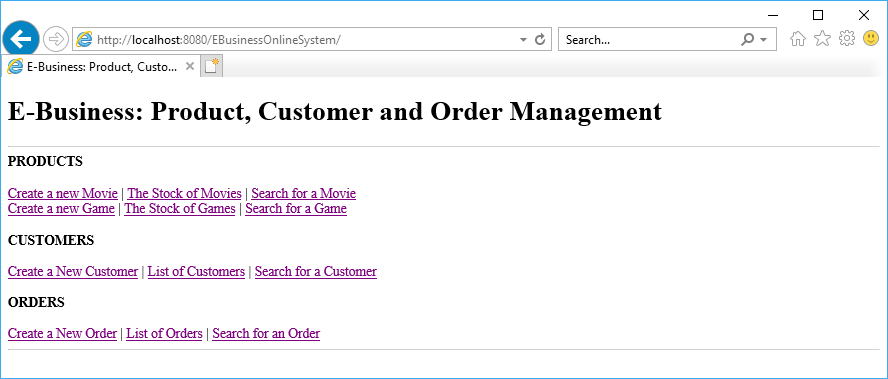 http://localhost:8080/EBusinessOnlineSystem/
Search...
E-Business: Product, Custo...
E-Business: Product, Customer and Order Management
PRODUCTS
Create a new Movie | The Stock of Movies | Search for a Movie
Create a new Game | The Stock of Games | Search for a Game
CUSTOMERS
Create a New Customer | List of Customers | Search for a Customer
ORDERS
Create a New Order | List of Orders | Search for an Order